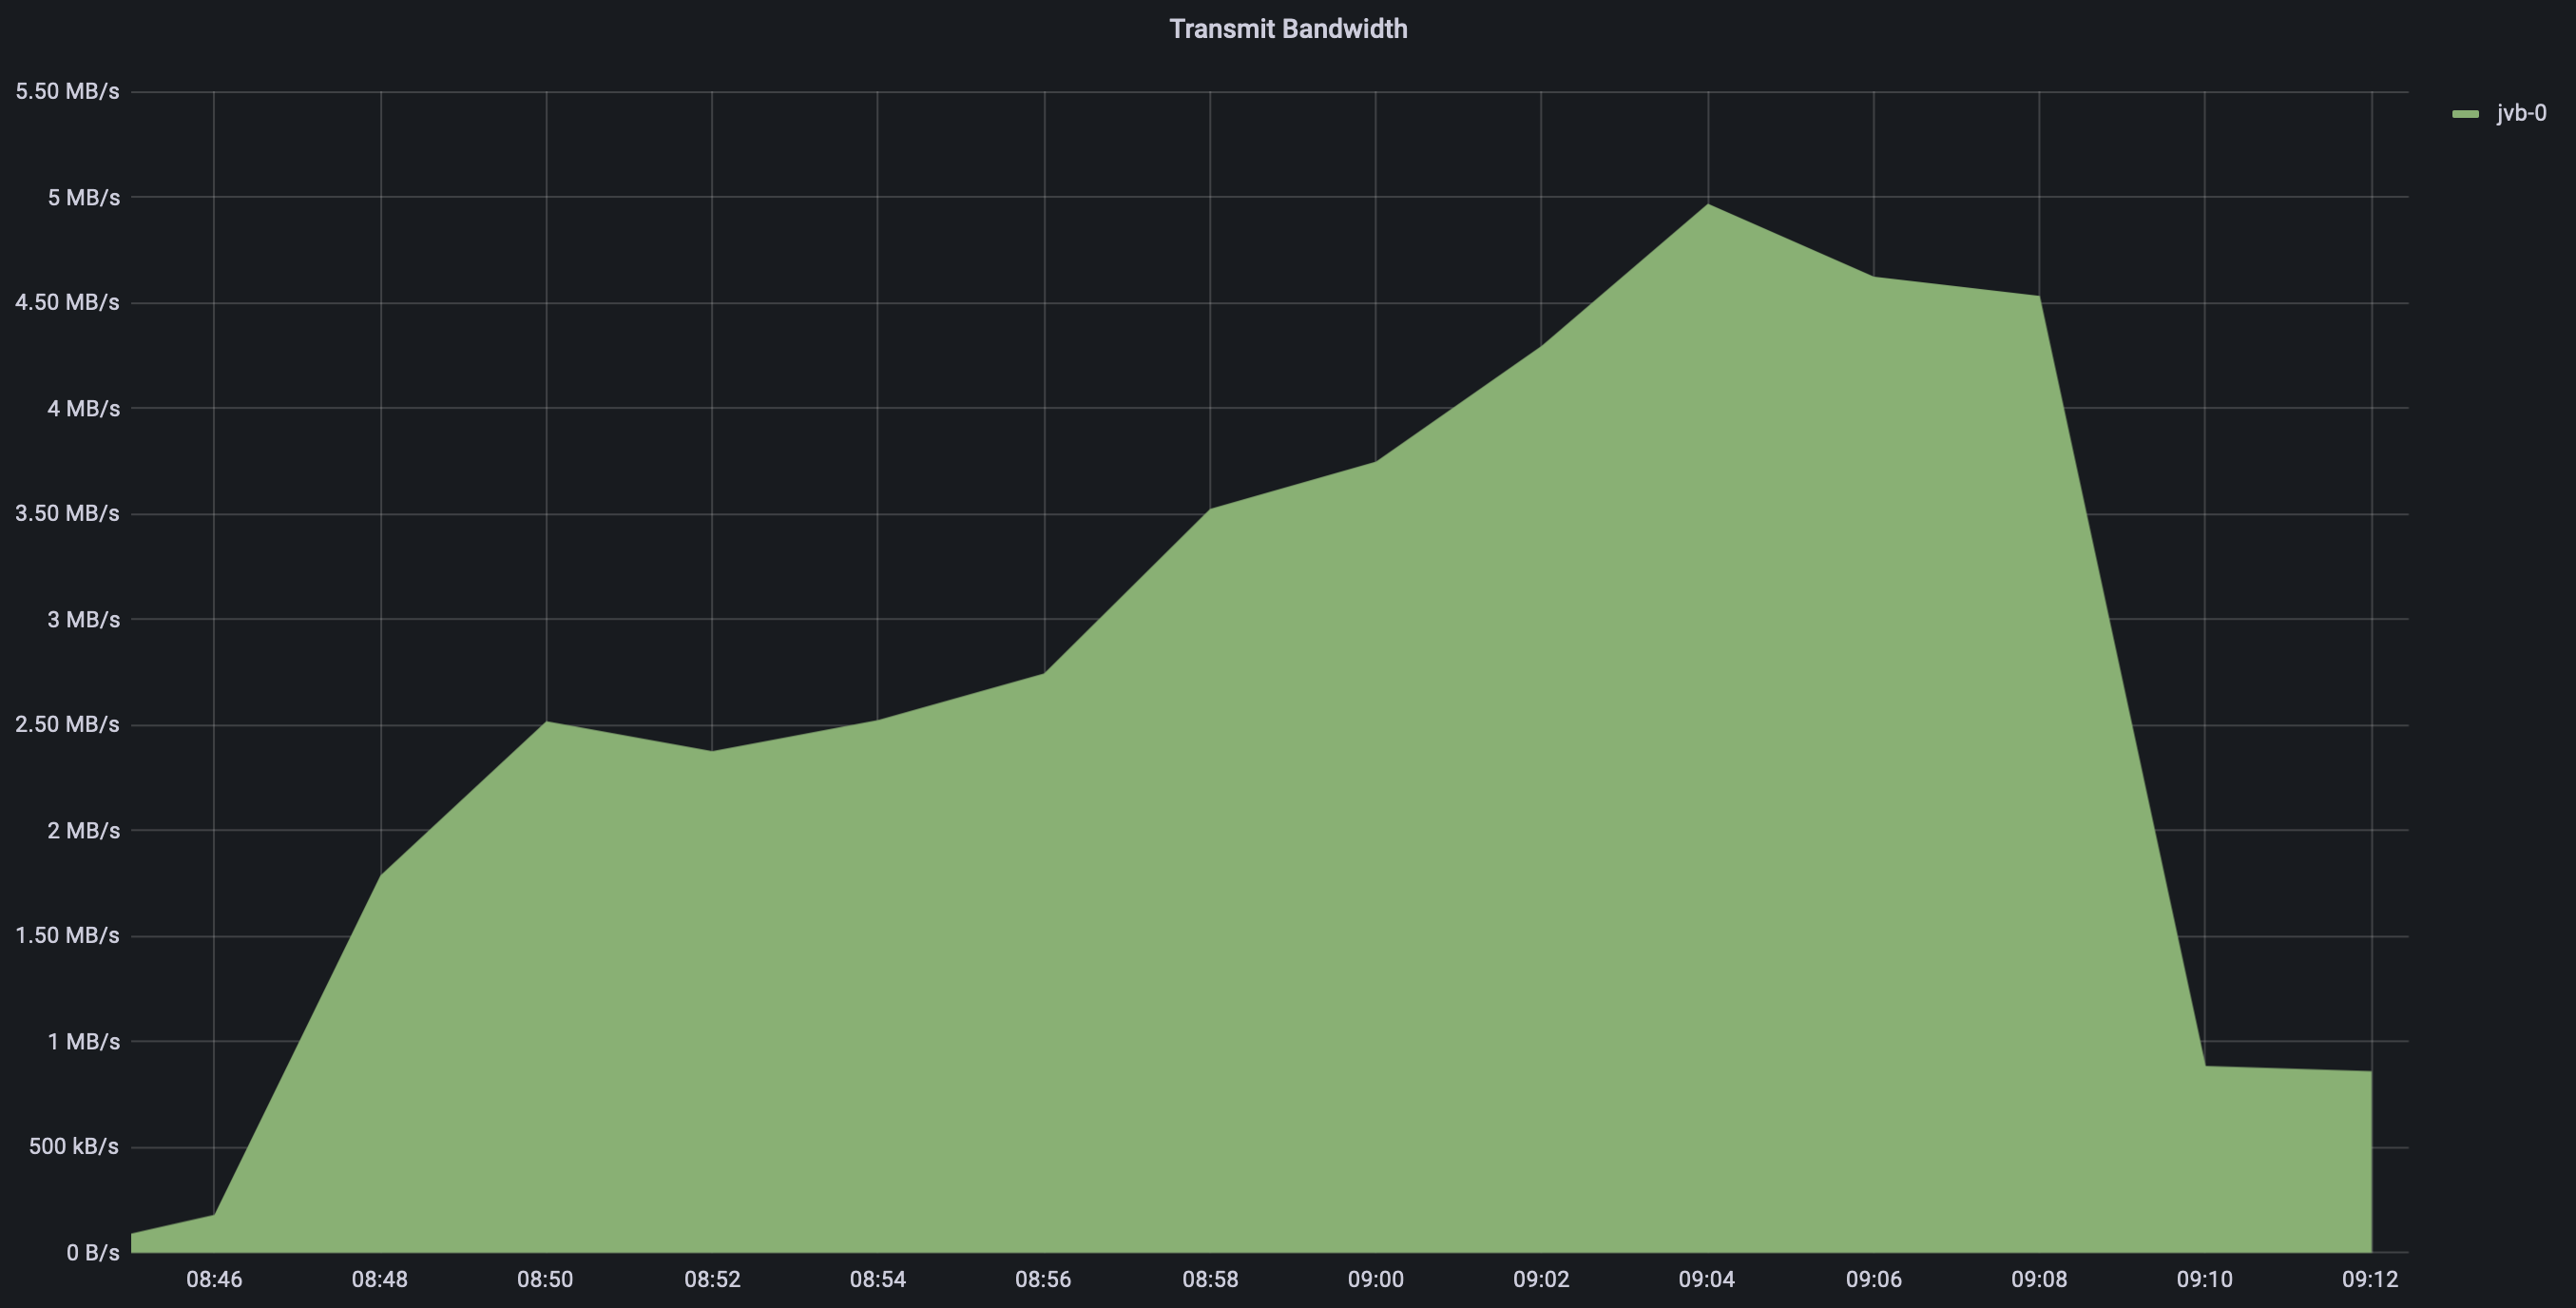 Transmit Bandwidth
5.50 MB/s
5 MB/s
4.50 MB/s
4 MB/s
3.50 MB/s
3 MB/s
2.50 MB/s
2 MB/s
1.50 MB/s
1 MB/s
500 kB/s
0 B/s
08:46 08:48 08:50 08:52 08:54 08:56 08:58 09:00 09:02 09:04 09:06 09:08 09:10 09:12
jvb-0